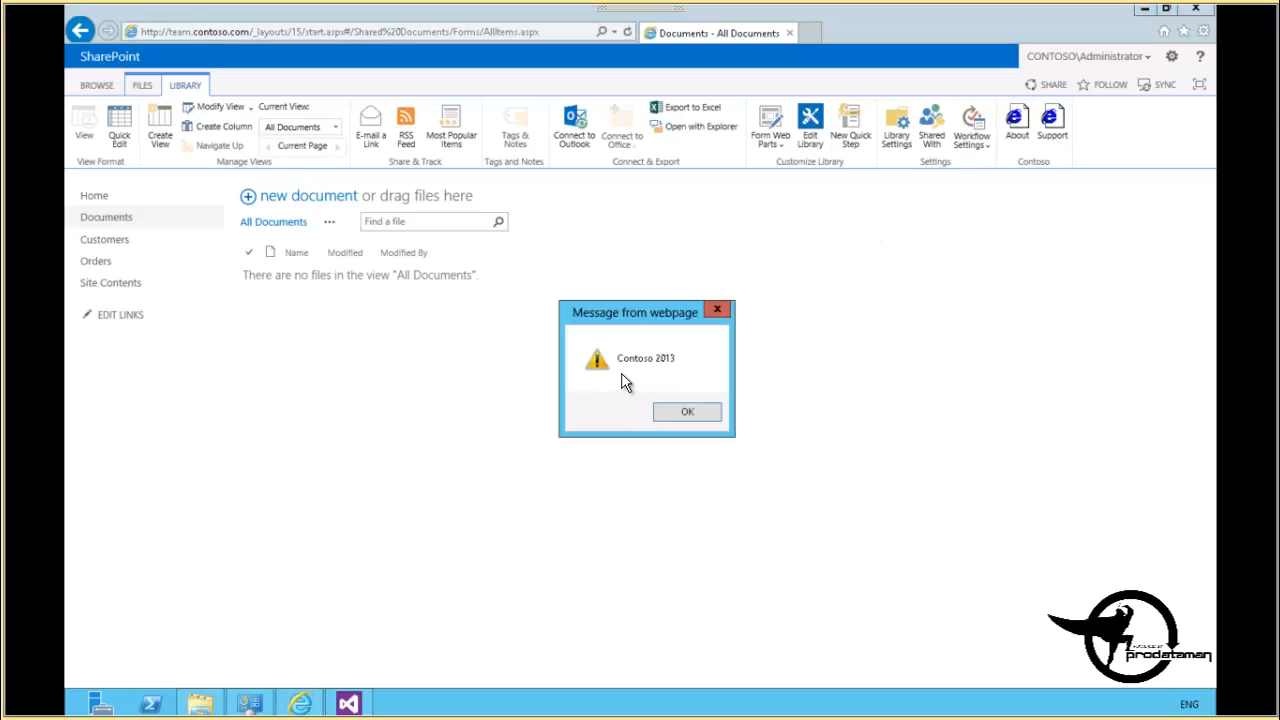 http://team.contoso.com/_layouts/15/start.aspx#/Shared%20Documents/Forms/AllItems.aspx
Documents - All Documents
SharePoint
CONTOSO\Administrator
?
BROWSE
FILES
LIBRARY
SHARE
FOLLOW
SYNC
View
Quick Edit
View Format
Create View
Modify View
Create Column
Navigate Up
Current View:
All Documents
Current Page
Manage Views
E-mail a Link
RSS Feed
Most Popular Items
Share & Track
Tags & Notes
Tags and Notes
Connect to Outlook
Connect to Office
Export to Excel
Open with Explorer
Connect & Export
Form Web Parts
Edit Library
New Quick Step
Customize Library
Library Settings
Shared With
Workflow Settings
Settings
About
Support
Contoso
Home
Documents
Customers
Orders
Site Contents
EDIT LINKS
new document or drag files here
All Documents
...
Find a file
Name
Modified
Modified By
There are no files in the view "All Documents".
Message from webpage
Contoso 2013
OK
prodataman
ENG